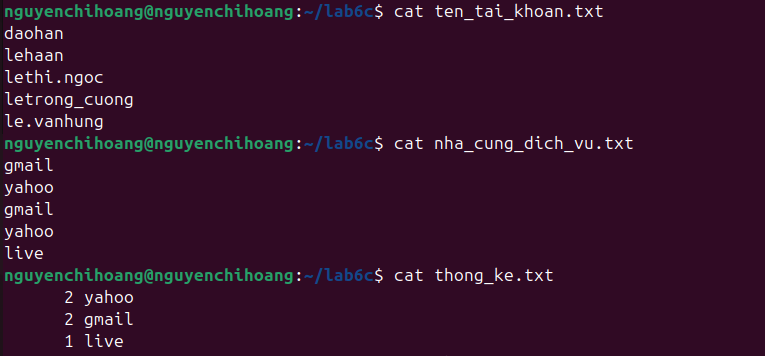 nguyenchihoang@nguyenchihoang:~/lab6c$ cat ten_tai_khoan.txt
daohan
lehaan
lethi.ngoc
letrong_cuong
le.vanhung
nguyenchihoang@nguyenchihoang:~/lab6c$ cat nha_cung_dich_vu.txt
gmail
yahoo
gmail
yahoo
live
nguyenchihoang@nguyenchihoang:~/lab6c$ cat thong_ke.txt
      2 yahoo
      2 gmail
      1 live